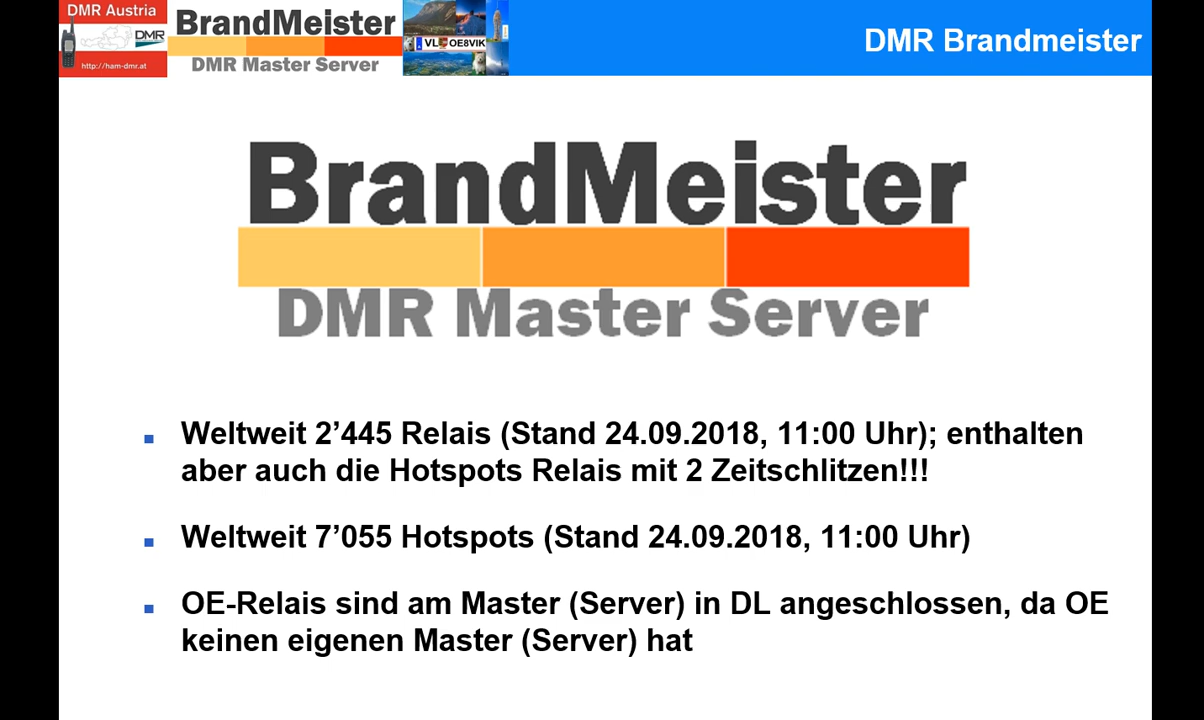 DMR Austria
DMR
http://ham-dmr.at
BrandMeister
DMR Master Server
VL OE8VIK
DMR Brandmeister
BrandMeister
DMR Master Server
Weltweit 2’445 Relais (Stand 24.09.2018, 11:00 Uhr); enthalten
aber auch die Hotspots Relais mit 2 Zeitschlitzen!!!
Weltweit 7’055 Hotspots (Stand 24.09.2018, 11:00 Uhr)
OE-Relais sind am Master (Server) in DL angeschlossen, da OE
keinen eigenen Master (Server) hat